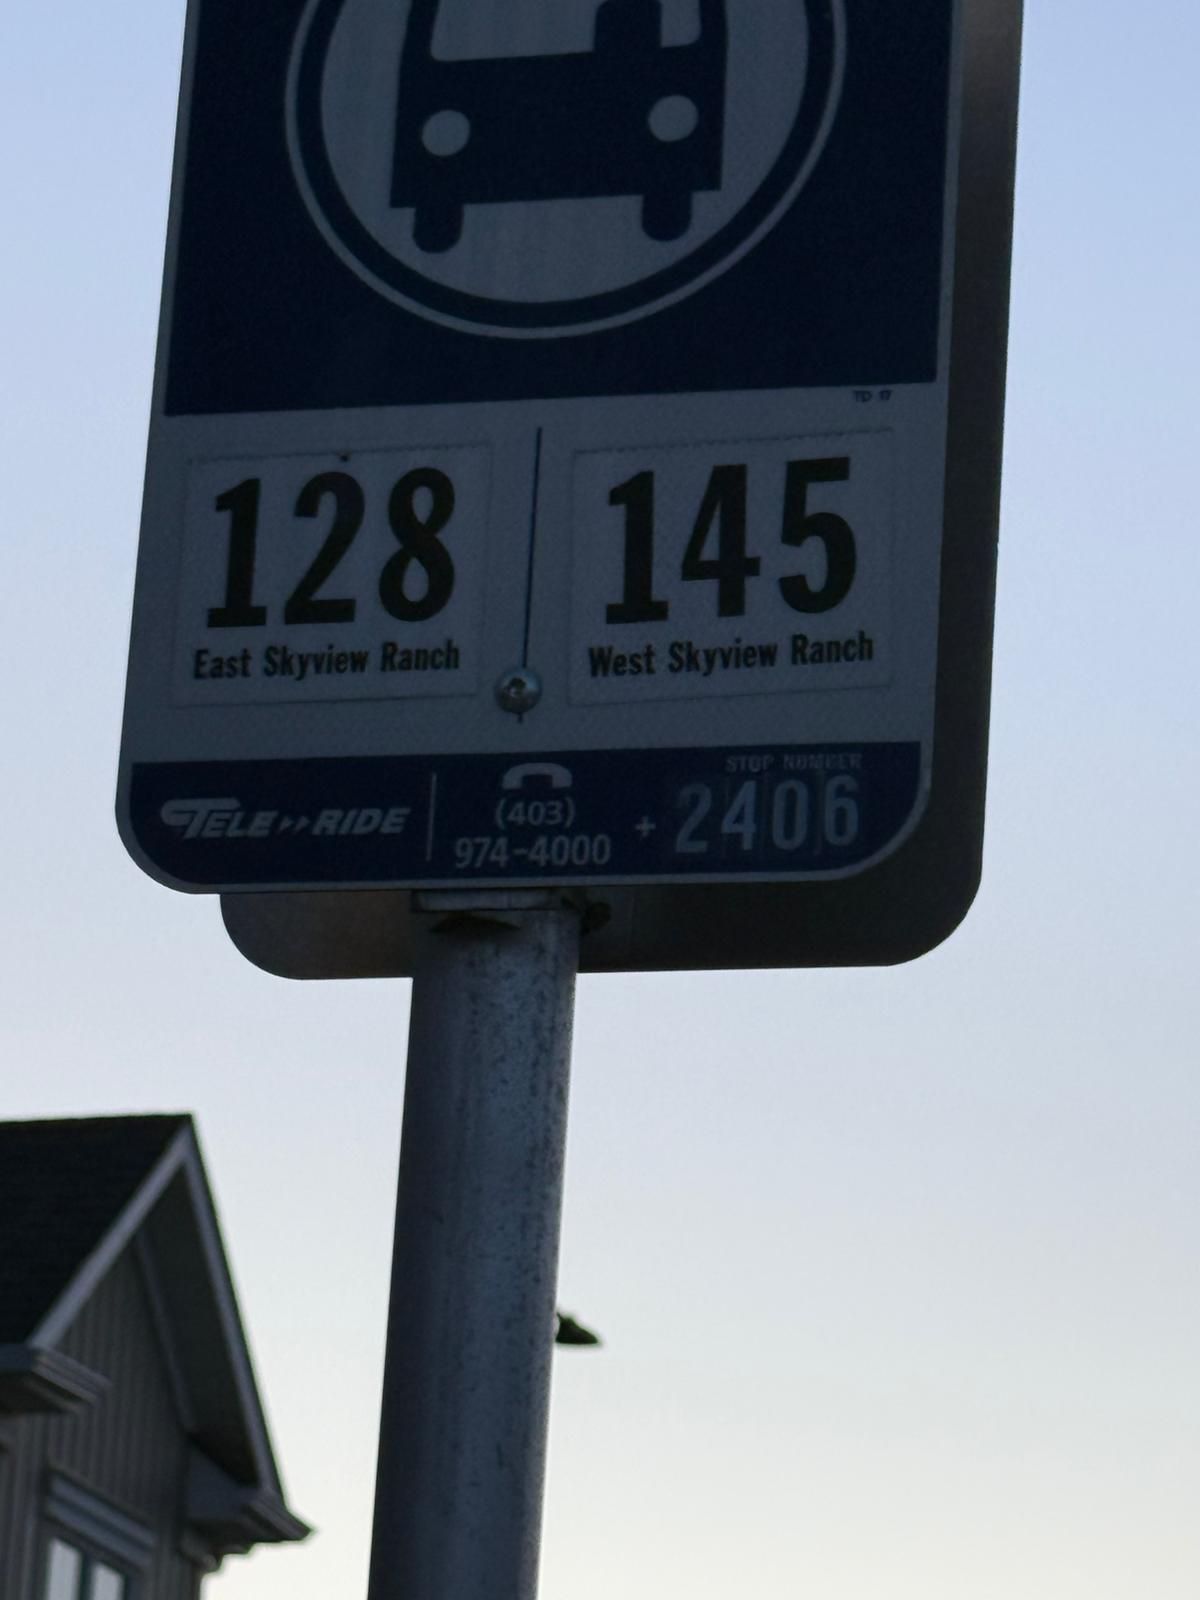 TD 17
128
East Skyview Ranch
145
West Skyview Ranch
TELE RIDE
(403)
974-4000
+
STOP NUMBER
2406